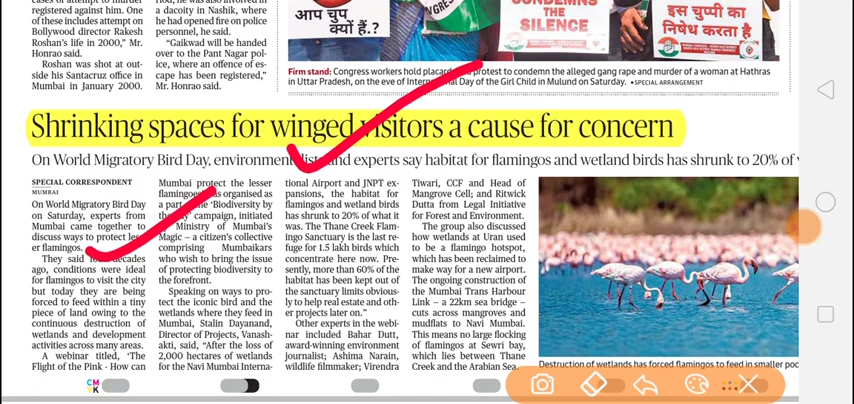 cases of attempt to murder
registered against him. One
of these includes attempt on
Bollywood director Rakesh
Roshan's life in 2000," Mr.
Honrao said.
Roshan was shot at out-
side his Santacruz office in
Mumbai in January 2000.
Hod, he was also involved in
a dacoity in Nashik, where
he had opened fire on police
personnel, he said.
"Gaikwad will be handed
over to the Pant Nagar pol-
ice, where an offence of es-
cape has been registered,"
Mr. Honrao said.
आप चुप
क्यों हैं.?
CONDEMNS
THE
SILENCE
इस चुप्पी का
निषेध करता है
Firm stand: Congress workers hold placards protest to condemn the alleged gang rape and murder of a woman at Hathras
in Uttar Pradesh, on the eve of International Day of the Girl Child in Mulund on Saturday. • SPECIAL ARRANGEMENT
Shrinking spaces for winged visitors a cause for concern
On World Migratory Bird Day, environmentalists and experts say habitat for flamingos and wetland birds has shrunk to 20% of
SPECIAL CORRESPONDENT
MUMBAI
On World Migratory Bird Day
on Saturday, experts from
Mumbai came together to
discuss ways to protect less-
er flamingos.
They said four decades
ago, conditions were ideal
for flamingos to visit the city
but today they are being
forced to feed within a tiny
piece of land owing to the
continuous destruction of
wetlands and development
activities across many areas.
A webinar titled, 'The
Flight of the Pink - How can
Mumbai protect the lesser
flamingoes' was organised as
a part of the 'Biodiversity by
the Bay' campaign, initiated
by Ministry of Mumbai's
Magic – a citizen's collective
comprising Mumbaikars
who wish to bring the issue
of protecting biodiversity to
the forefront.
Speaking on ways to pro-
tect the iconic bird and the
wetlands where they feed in
Mumbai, Stalin Dayanand,
Director of Projects, Vanash-
akti, said, "After the loss of
2,000 hectares of wetlands
for the Navi Mumbai Interna-
tional Airport and JNPT ex-
pansions, the habitat for
flamingos and wetland birds
has shrunk to 20% of what it
was. The Thane Creek Flam-
ingo Sanctuary is the last re-
fuge for 1.5 lakh birds which
concentrate here now. Pre-
sently, more than 60% of the
habitat has been kept out of
the sanctuary limits obvious-
ly to help real estate and oth-
er projects later on."
Other experts in the webi-
nar included Bahar Dutt,
award-winning environment
journalist; Ashima Narain,
wildlife filmmaker; Virendra
Tiwari, CCF and Head of
Mangrove Cell; and Ritwick
Dutta from Legal Initiative
for Forest and Environment.
The group also discussed
how wetlands at Uran used
to be a flamingo hotspot,
which has been reclaimed to
make way for a new airport.
The ongoing construction of
the Mumbai Trans Harbour
Link – a 22km sea bridge –
cuts across mangroves and
mudflats to Navi Mumbai.
This means no large flocking
of flamingos at Sewri bay,
which lies between Thane
Creek and the Arabian Sea.
Destruction of wetlands has forced flamingos to feed in smaller
CM
YK